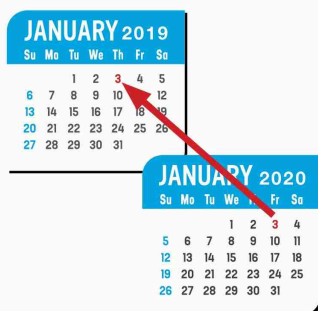 JANUARY 2019
Su Mo Tu We Th Fr Sa
1 2 3 4 5
6 7 8 9 10 12
13 14 15 16 17 18 19
20 21 22 23 24 25 26
27 28 29 30 31
JANUARY 2020
Su Mo Tu We Fr Sa
1 2 3 4
5 6 7 8 9 10 11
12 13 14 15 16 17 18
19 20 21 22 23 24 25
26 27 28 29 30 31